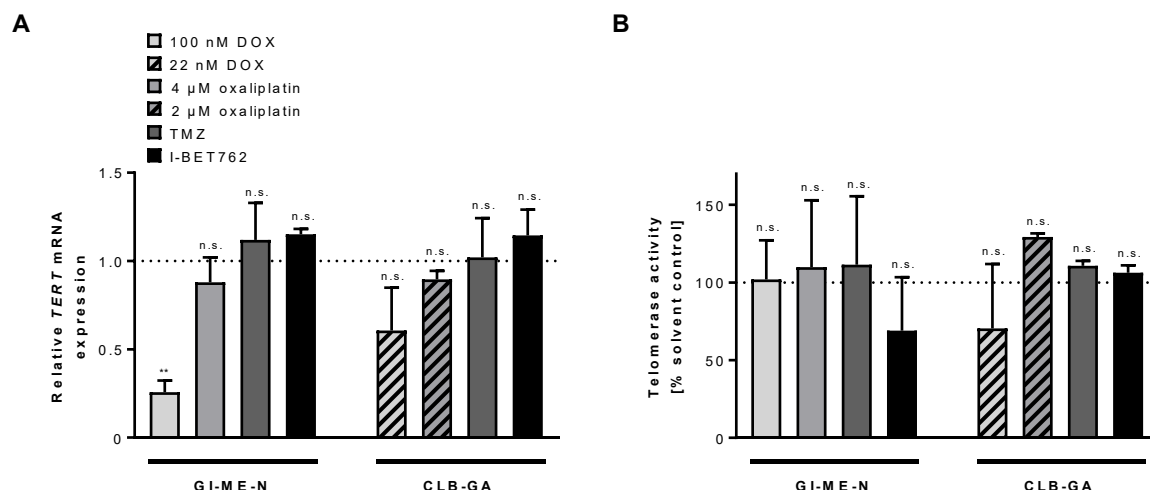 A
100 nM DOX
22 nM DOX
4 µM oxaliplatin
2 µM oxaliplatin
TMZ
I-BET762
Relative TERT mRNA
expression
1.5
1.0
0.5
0
**
n.s.
n.s.
n.s.
n.s.
n.s.
n.s.
n.s.
GI-ME-N
CLB-GA
B
Telomerase activity
[% solvent control]
150
100
50
0
n.s.
n.s.
n.s.
n.s.
n.s.
n.s.
n.s.
n.s.
GI-ME-N
CLB-GA